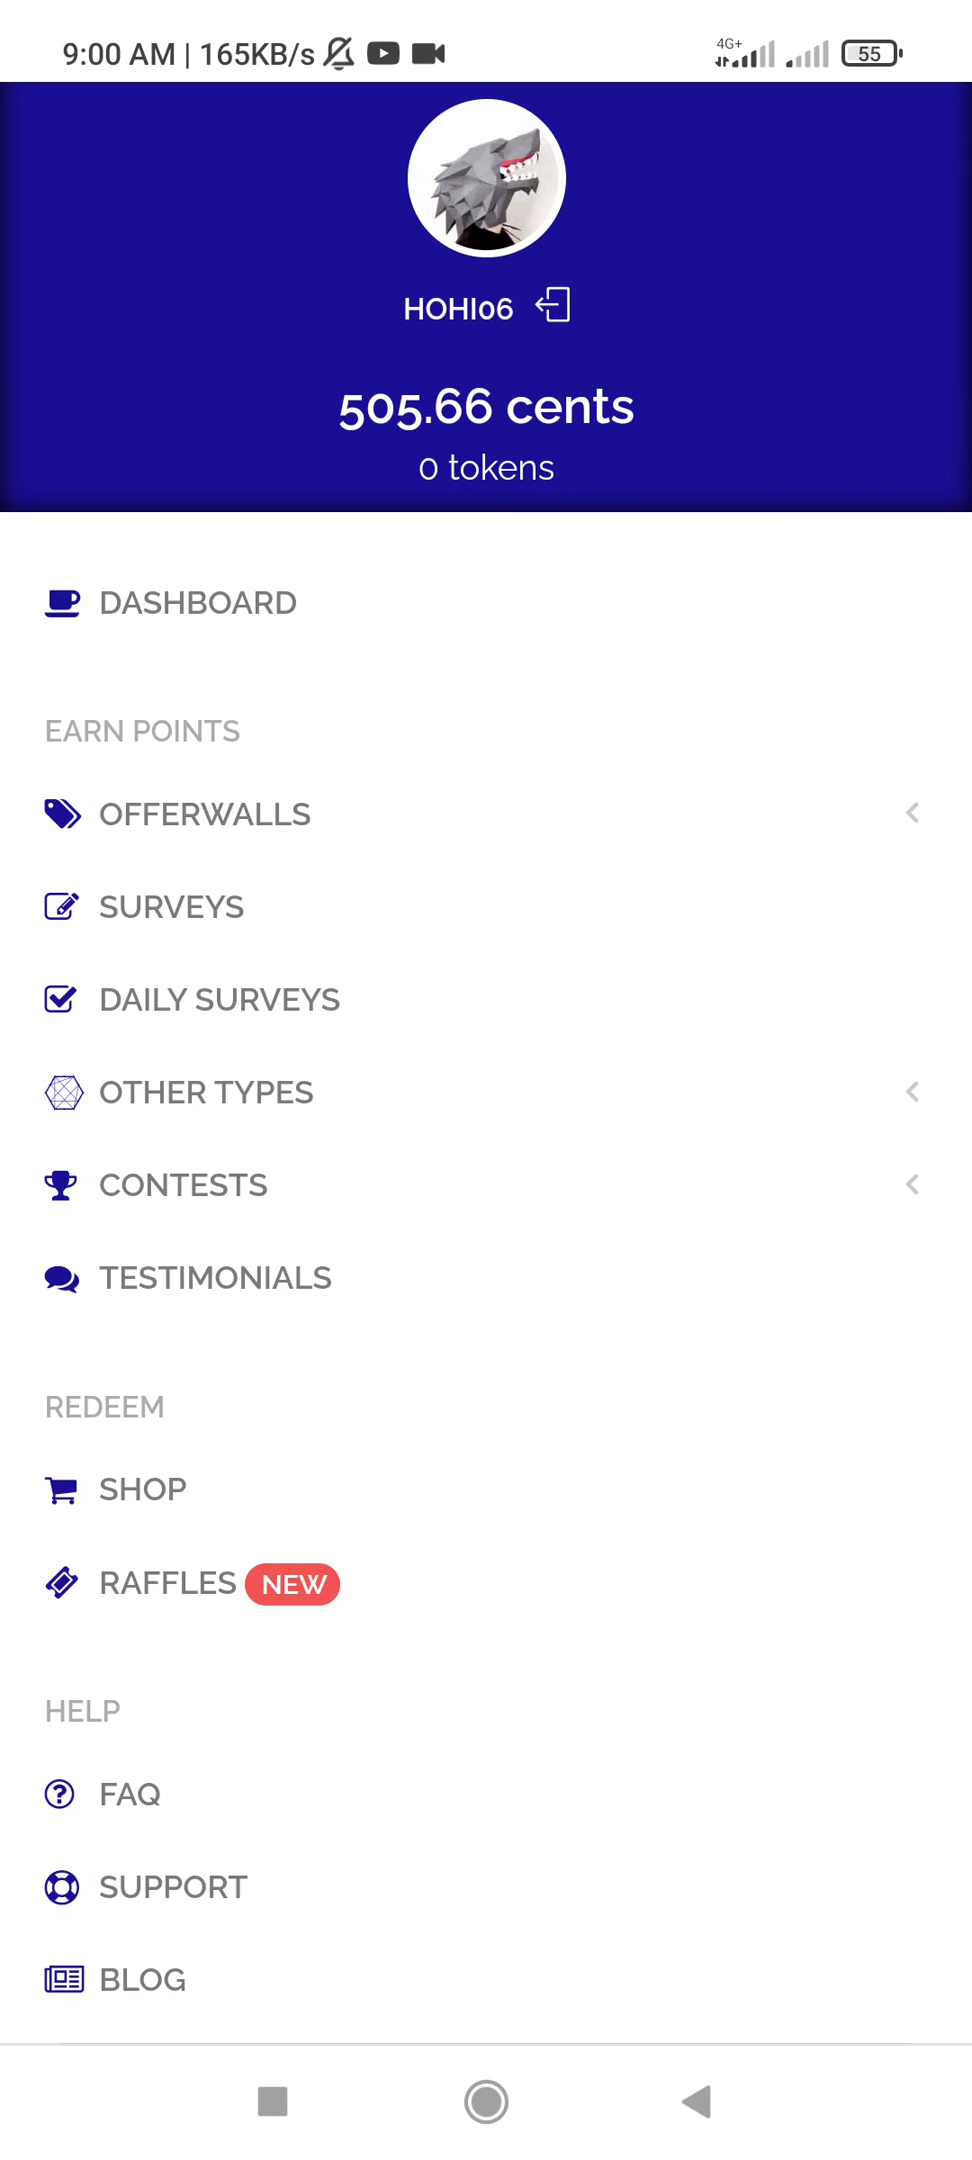 9:00 AM | 165KB/s 4G+ 55
HOHI06
505.66 cents
0 tokens
DASHBOARD
EARN POINTS
OFFERWALLS
SURVEYS
DAILY SURVEYS
OTHER TYPES
CONTESTS
TESTIMONIALS
REDEEM
SHOP
RAFFLES NEW
HELP
FAQ
SUPPORT
BLOG